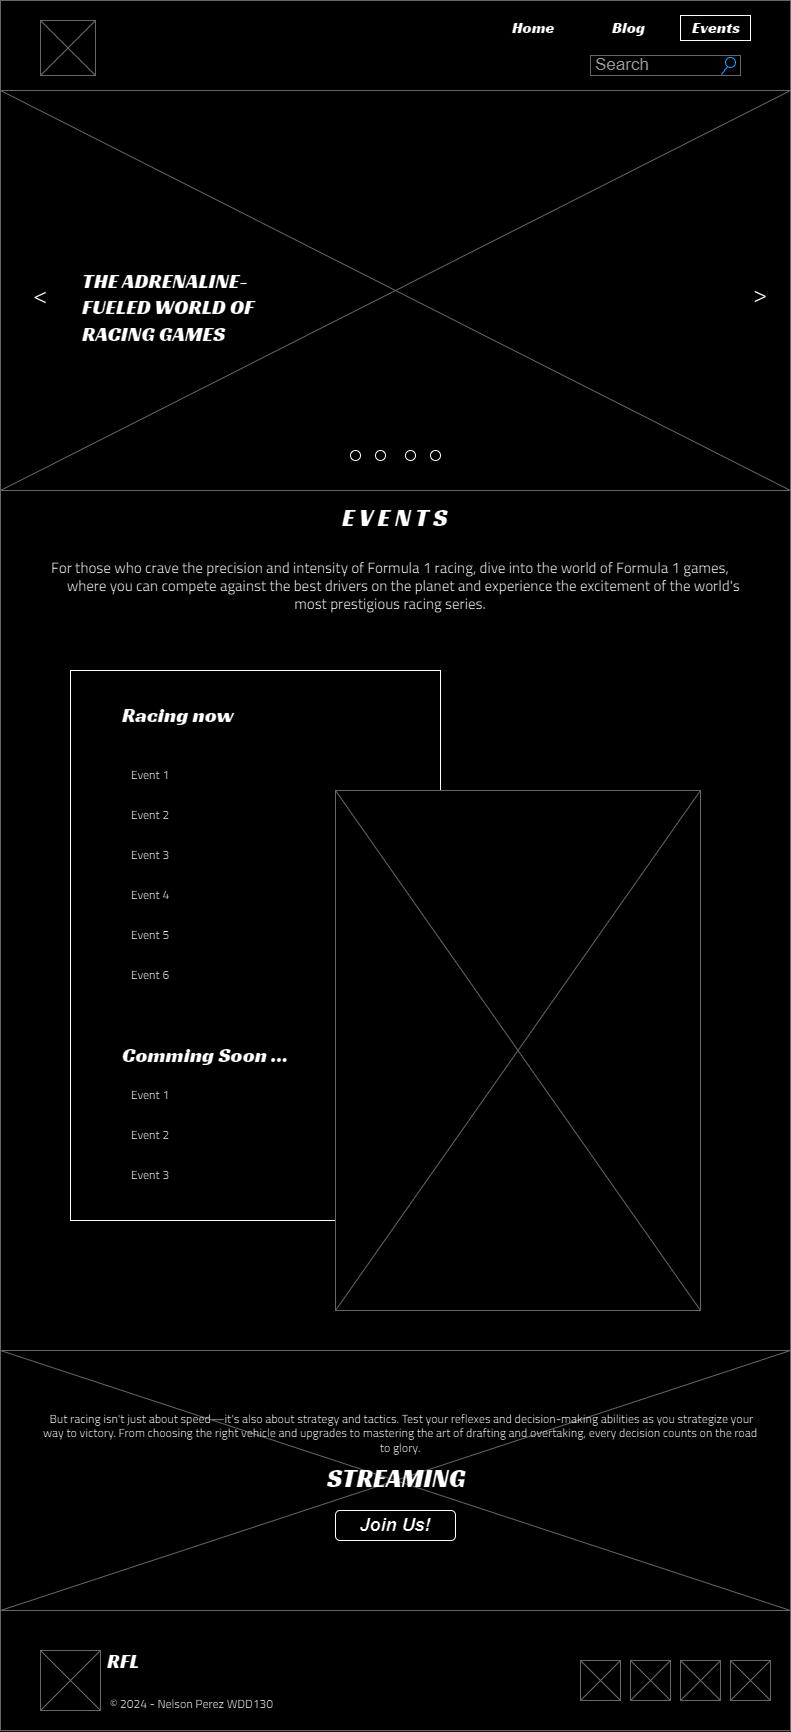 Home
Blog
Events
Search
<
THE ADRENALINE-
FUELED WORLD OF
RACING GAMES
>
EVENTS
For those who crave the precision and intensity of Formula 1 racing, dive into the world of Formula 1 games,
where you can compete against the best drivers on the planet and experience the excitement of the world's
most prestigious racing series.
Racing now
Event 1
Event 2
Event 3
Event 4
Event 5
Event 6
Comming Soon ...
Event 1
Event 2
Event 3
But racing isn't just about speed—it's also about strategy and tactics. Test your reflexes and decision-making abilities as you strategize your
way to victory. From choosing the right vehicle and upgrades to mastering the art of drafting and overtaking, every decision counts on the road
to glory.
STREAMING
Join Us!
RFL
© 2024 - Nelson Perez WDD130